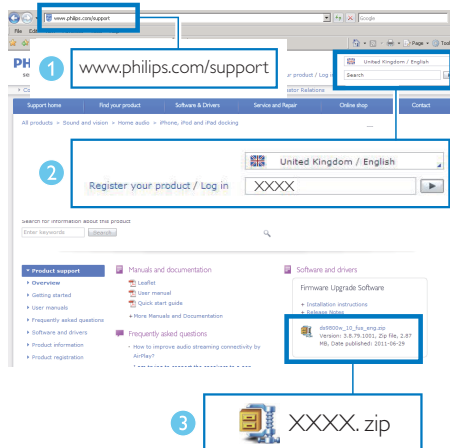 www.philips.com/support
Google
File
Page
Tool
1
www.philips.com/support
United Kingdom / English
Search
PH
ur product / Log i
ator Relations
Support home
Find your product
Software & Drivers
Service and Repair
Online shop
Contact
All products > Sound and vision > Home audio > iPhone, iPod and iPad docking
2
United Kingdom / English
Register your product / Log in
XXXX
Search for information about this product
Enter keywords
Search
Product support
Overview
Getting started
User manuals
Frequently asked questions
Software and drivers
Product information
Product registration
Manuals and documentation
Leaflet
User manual
Quick start guide
+ More Manuals and Documentation
Frequently asked questions
- How to improve audio streaming connectivity by
AirPlay?
Software and drivers
Firmware Upgrade Software
+ Installation instructions
+ Release Notes
ds9800w_10_fus_eng.zip
Version: 3.8.79.1001, Zip file, 2.87
MB, Date published: 2011-06-29
3
XXXX. zip